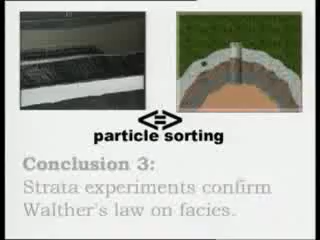 <=>
particle sorting
Conclusion 3:
Strata experiments confirm
Walther's law on facies.